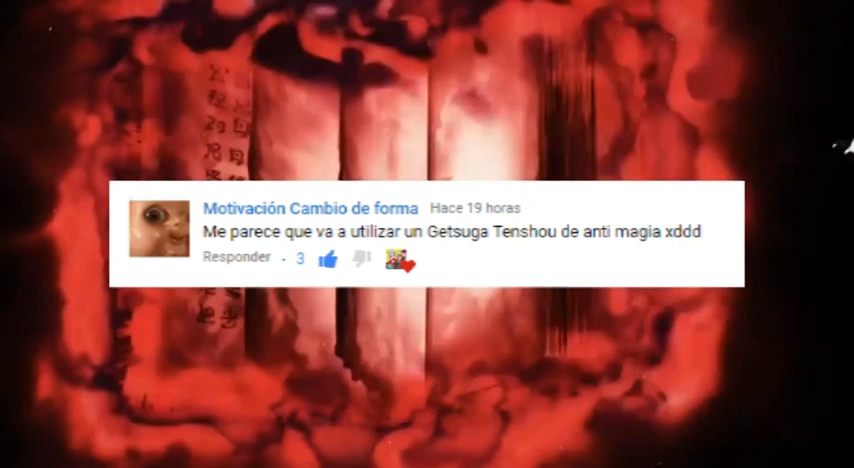 Motivación Cambio de forma Hace 19 horas
Me parece que va a utilizar un Getsuga Tenshou de anti magia xddd
Responder . 3